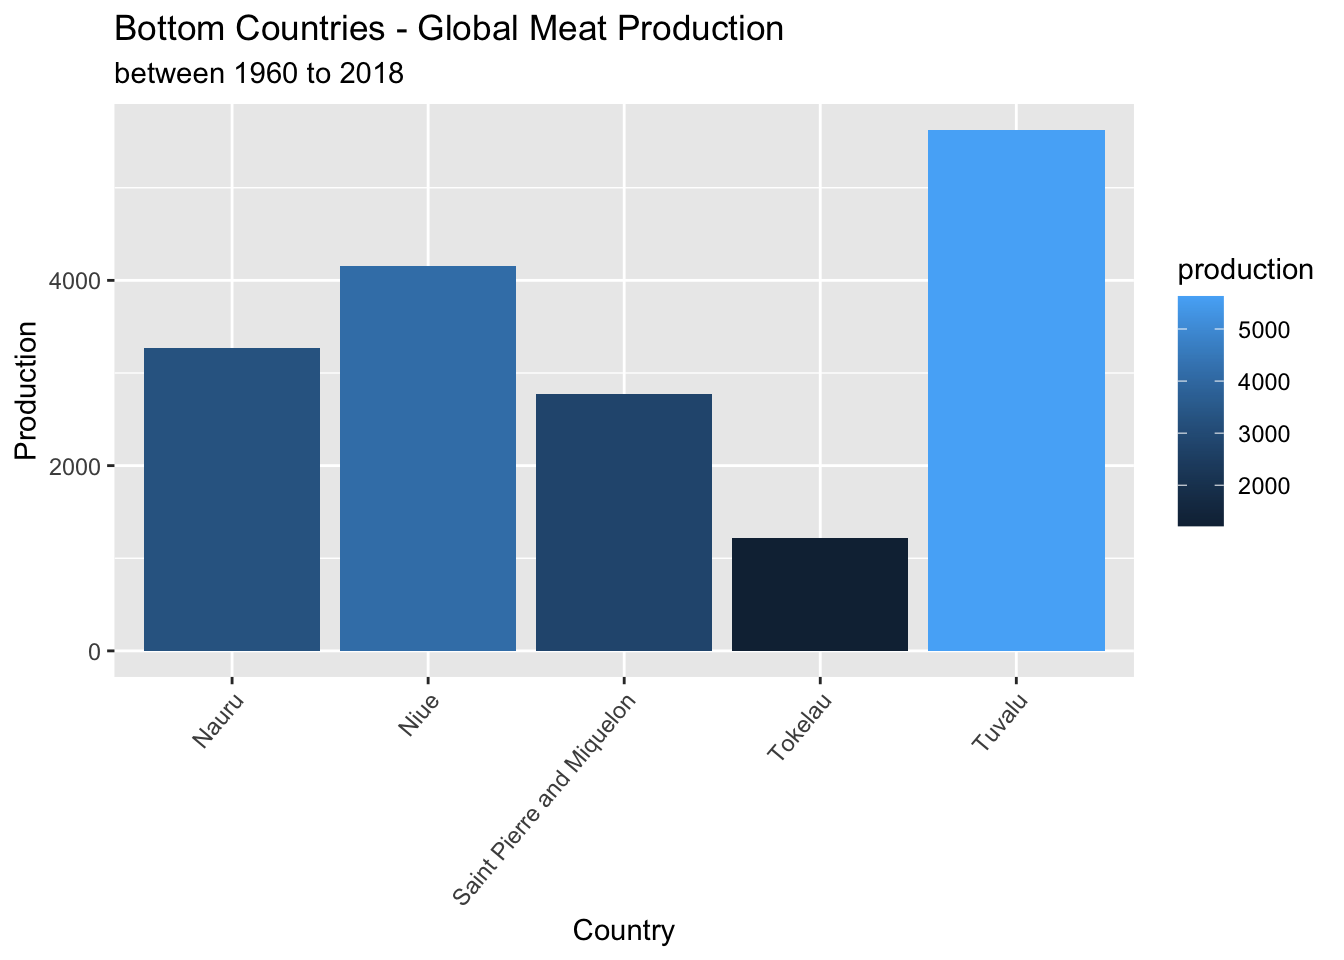 Bottom Countries - Global Meat Production
between 1960 to 2018
Production
4000
2000
0
Nauru
Niue
Saint Pierre and Miquelon
Tokelau
Tuvalu
Country
production
5000
4000
3000
2000